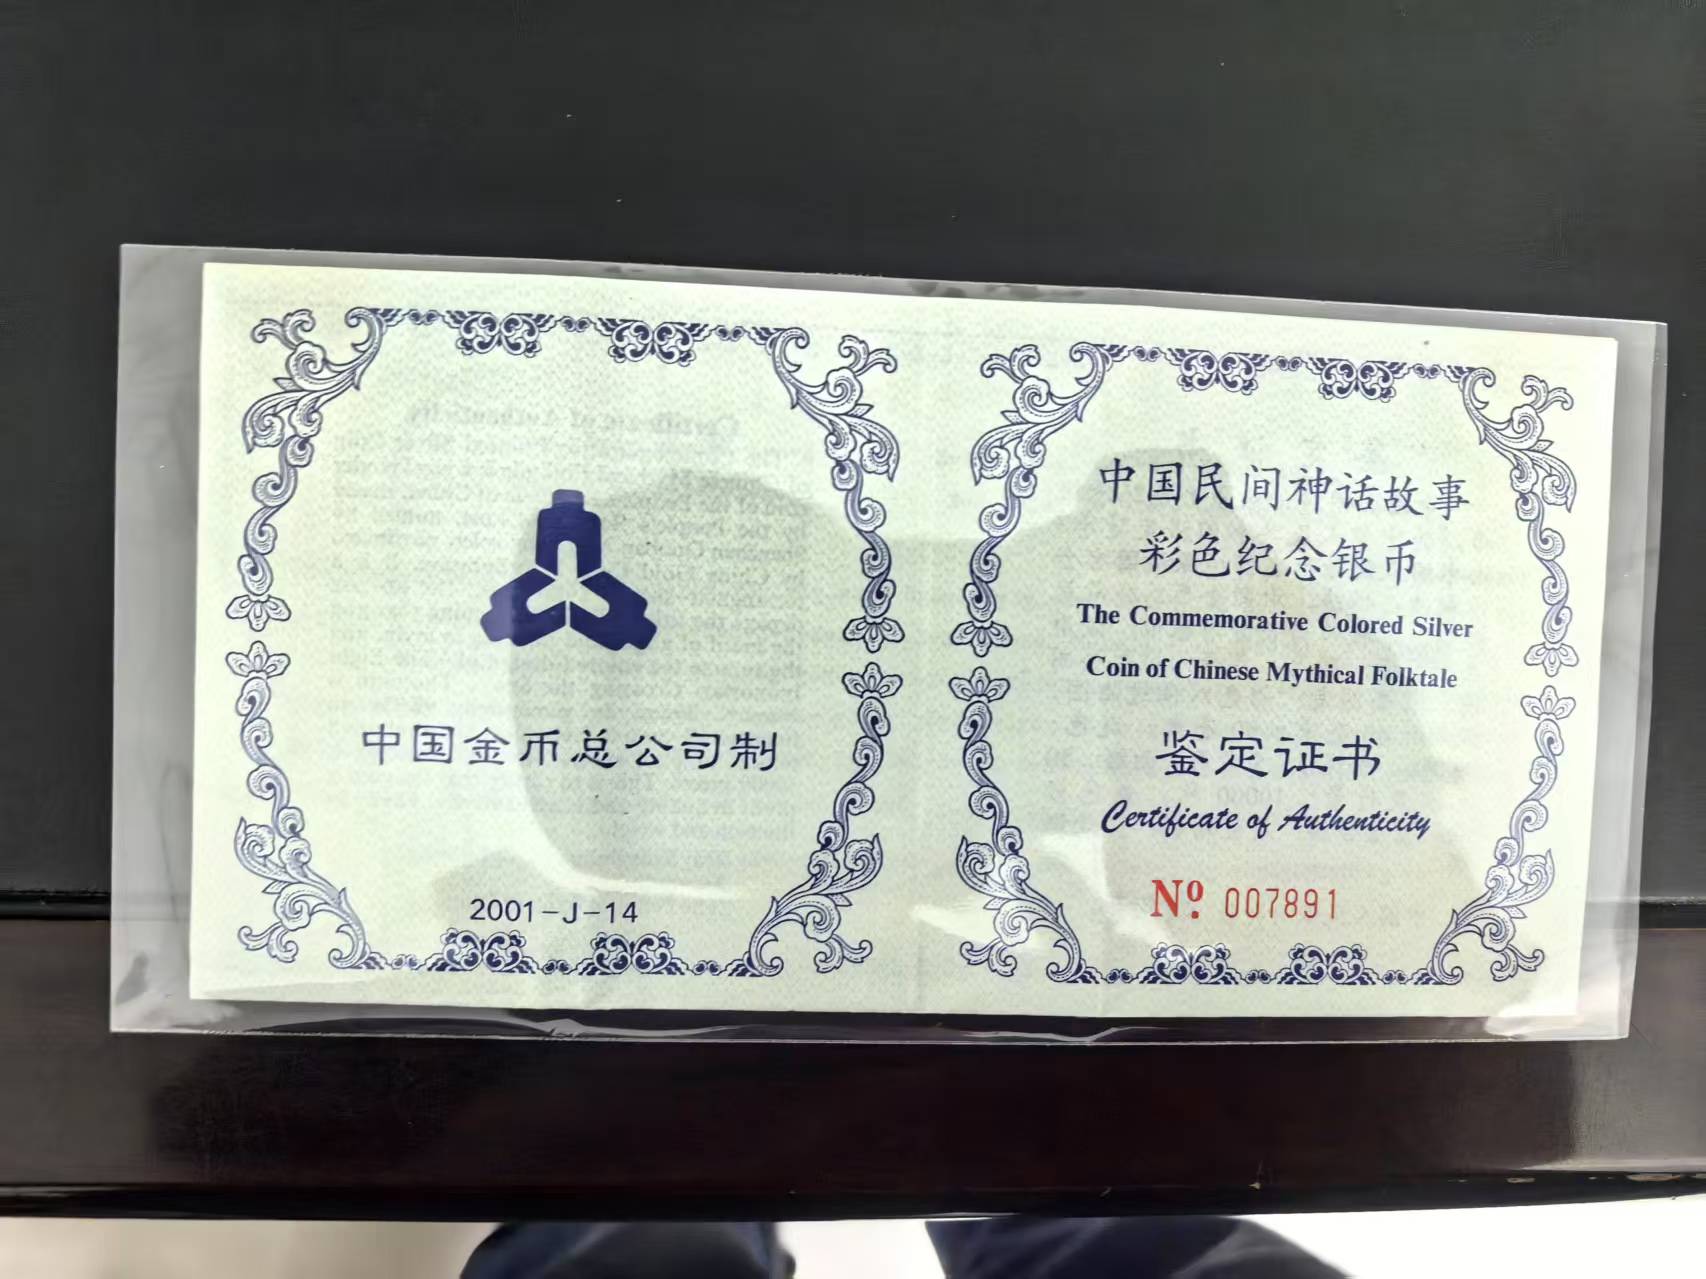 中国金币总公司制
2001-J-14
中国民间神话故事
彩色纪念银币
The Commemorative Colored Silver
Coin of Chinese Mythical Folktale
鉴定证书
Certificate of Authenticity
Nº 007891